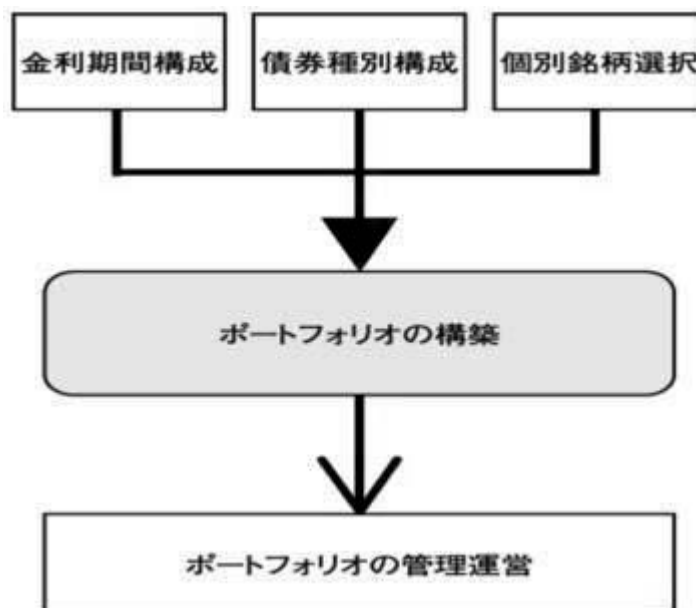 金利期間構成
債券種別構成
個別銘柄選択
ポートフォリオの構築
ポートフォリオの管理運営